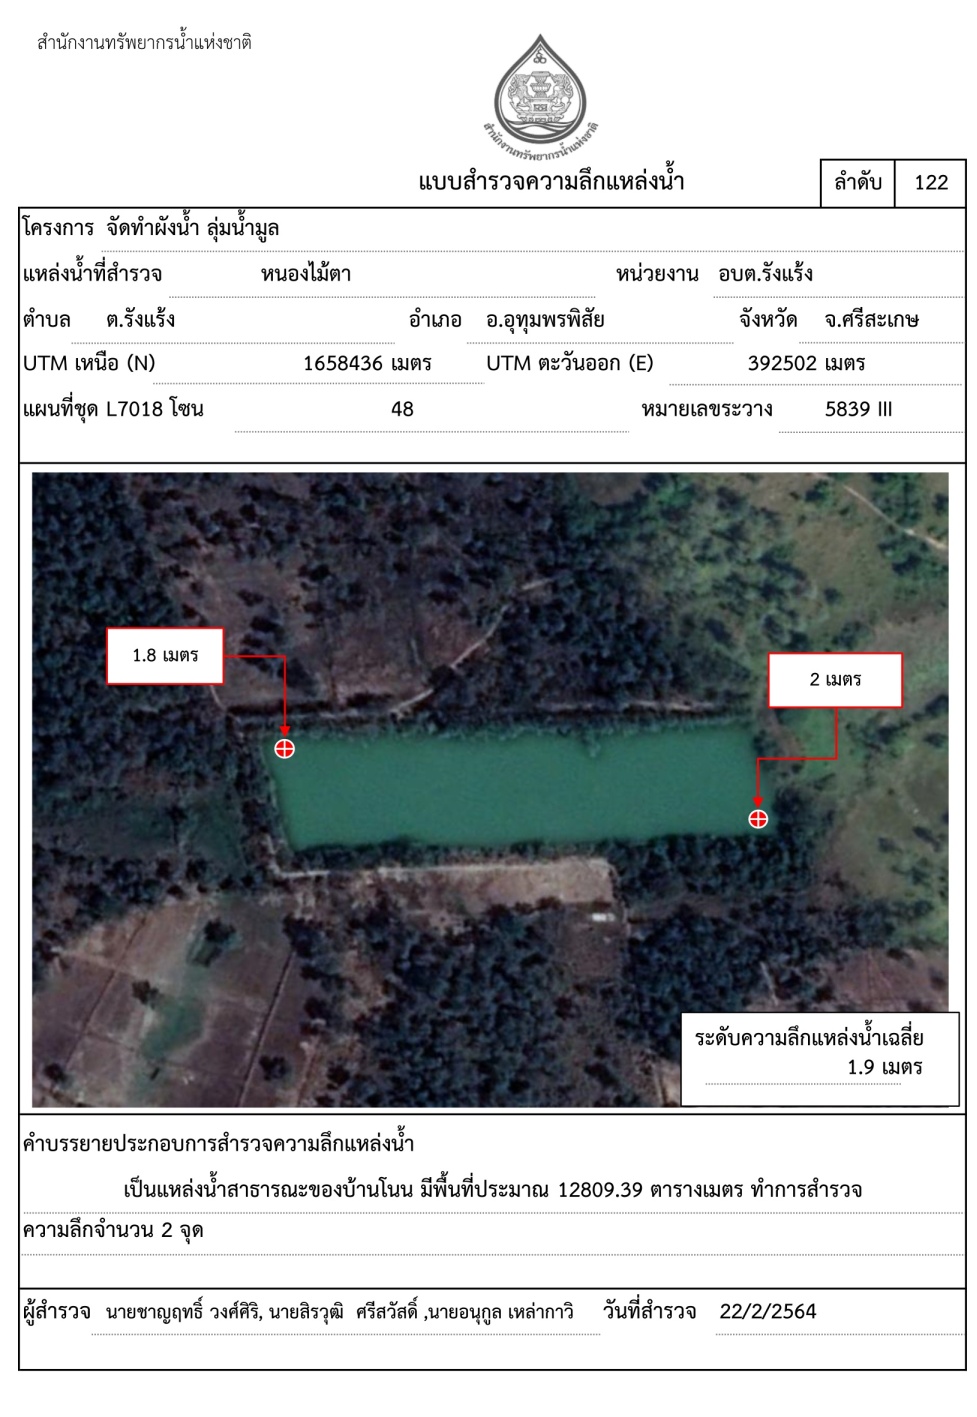 สำนักงานทรัพยากรน้ำแห่งชาติ
สำนักงานทรัพยากรน้ำแห่งชาติ
แบบสำรวจความลึกแหล่งน้ำ
ลำดับ 122
โครงการ จัดทำผังน้ำ ลุ่มน้ำมูล
แหล่งน้ำที่สำรวจ หนองไม้ตา หน่วยงาน อบต.รังแร้ง
ตำบล ต.รังแร้ง อำเภอ อ.อุทุมพรพิสัย จังหวัด จ.ศรีสะเกษ
UTM เหนือ (N) 1658436 เมตร UTM ตะวันออก (E) 392502 เมตร
แผนที่ชุด L7018 โซน 48 หมายเลขระวาง 5839 III
1.8 เมตร
2 เมตร
ระดับความลึกแหล่งน้ำเฉลี่ย
1.9 เมตร
คำบรรยายประกอบการสำรวจความลึกแหล่งน้ำ
เป็นแหล่งน้ำสาธารณะของบ้านโนน มีพื้นที่ประมาณ 12809.39 ตารางเมตร ทำการสำรวจ
ความลึกจำนวน 2 จุด
ผู้สำรวจ นายชาญฤทธิ์ วงศ์ศิริ, นายสิรวุฒิ ศรีสวัสดิ์ ,นายอนุกูล เหล่ากาวิ วันที่สำรวจ 22/2/2564